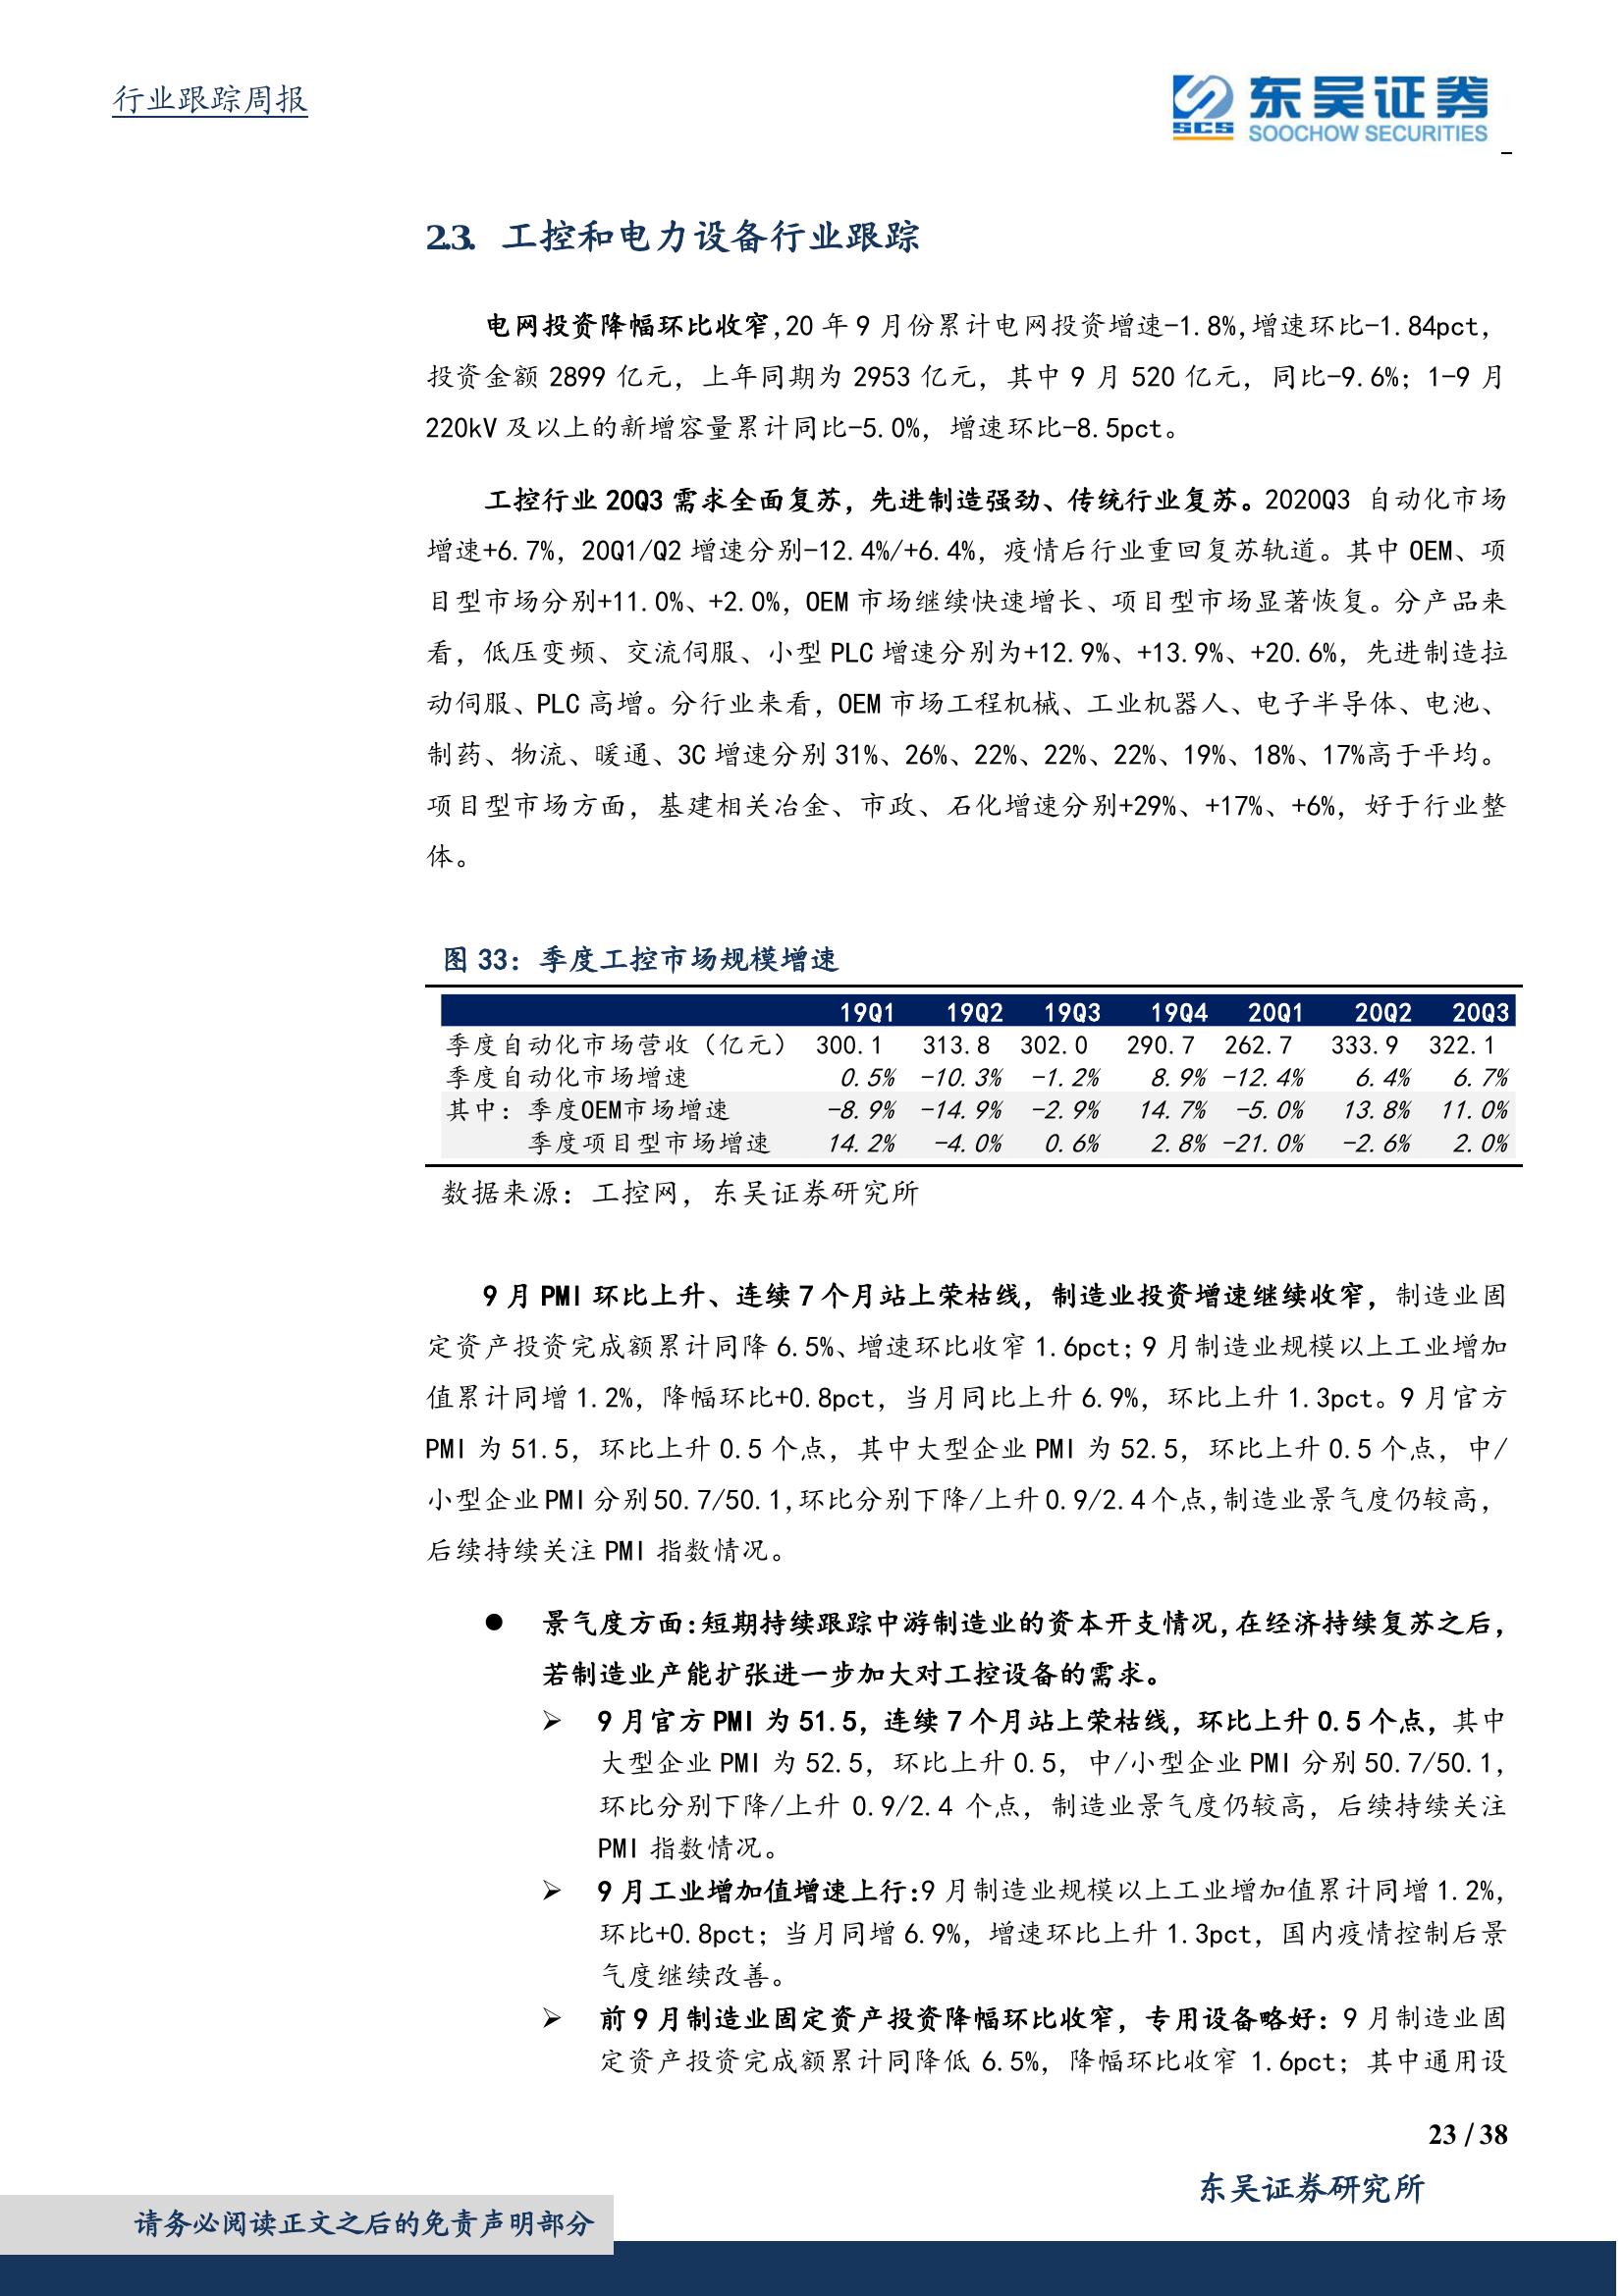 行业跟踪周报
东吴证券
SCS
SOOCHOW SECURITIES
2.3. 工控和电力设备行业跟踪
电网投资降幅环比收窄,20 年 9 月份累计电网投资增速-1.8%,增速环比-1.84pct,
投资金额 2899 亿元，上年同期为 2953 亿元，其中 9 月 520 亿元，同比-9.6%；1-9 月
220kV 及以上的新增容量累计同比-5.0%，增速环比-8.5pct。
工控行业 20Q3 需求全面复苏，先进制造强劲、传统行业复苏。2020Q3 自动化市场
增速+6.7%，20Q1/Q2 增速分别-12.4%/+6.4%，疫情后行业重回复苏轨道。其中 OEM、项
目型市场分别+11.0%、+2.0%，OEM 市场继续快速增长、项目型市场显著恢复。分产品来
看，低压变频、交流伺服、小型 PLC 增速分别为+12.9%、+13.9%、+20.6%，先进制造拉
动伺服、PLC 高增。分行业来看，OEM 市场工程机械、工业机器人、电子半导体、电池、
制药、物流、暖通、3C 增速分别 31%、26%、22%、22%、22%、19%、18%、17%高于平均。
项目型市场方面，基建相关冶金、市政、石化增速分别+29%、+17%、+6%，好于行业整
体。
图 33：季度工控市场规模增速
19Q1 19Q2 19Q3 19Q4 20Q1 20Q2 20Q3
季度自动化市场营收（亿元） 300.1 313.8 302.0 290.7 262.7 333.9 322.1
季度自动化市场增速 0.5% -10.3% -1.2% 8.9% -12.4% 6.4% 6.7%
其中：季度OEM市场增速 -8.9% -14.9% -2.9% 14.7% -5.0% 13.8% 11.0%
季度项目型市场增速 14.2% -4.0% 0.6% 2.8% -21.0% -2.6% 2.0%
数据来源：工控网，东吴证券研究所
9 月 PMI 环比上升、连续 7 个月站上荣枯线，制造业投资增速继续收窄，制造业固
定资产投资完成额累计同降 6.5%、增速环比收窄 1.6pct；9 月制造业规模以上工业增加
值累计同增 1.2%，降幅环比+0.8pct，当月同比上升 6.9%，环比上升 1.3pct。9 月官方
PMI 为 51.5，环比上升 0.5 个点，其中大型企业 PMI 为 52.5，环比上升 0.5 个点，中/
小型企业 PMI 分别 50.7/50.1,环比分别下降/上升 0.9/2.4 个点,制造业景气度仍较高，
后续持续关注 PMI 指数情况。
● 景气度方面:短期持续跟踪中游制造业的资本开支情况,在经济持续复苏之后，
若制造业产能扩张进一步加大对工控设备的需求。
➢ 9 月官方 PMI 为 51.5，连续 7 个月站上荣枯线，环比上升 0.5 个点，其中
大型企业 PMI 为 52.5，环比上升 0.5，中/小型企业 PMI 分别 50.7/50.1，
环比分别下降/上升 0.9/2.4 个点，制造业景气度仍较高，后续持续关注
PMI 指数情况。
➢ 9 月工业增加值增速上行:9 月制造业规模以上工业增加值累计同增 1.2%，
环比+0.8pct；当月同增 6.9%，增速环比上升 1.3pct，国内疫情控制后景
气度继续改善。
➢ 前 9 月制造业固定资产投资降幅环比收窄，专用设备略好：9 月制造业固
定资产投资完成额累计同降低 6.5%，降幅环比收窄 1.6pct；其中通用设
23 / 38
东吴证券研究所
请务必阅读正文之后的免责声明部分